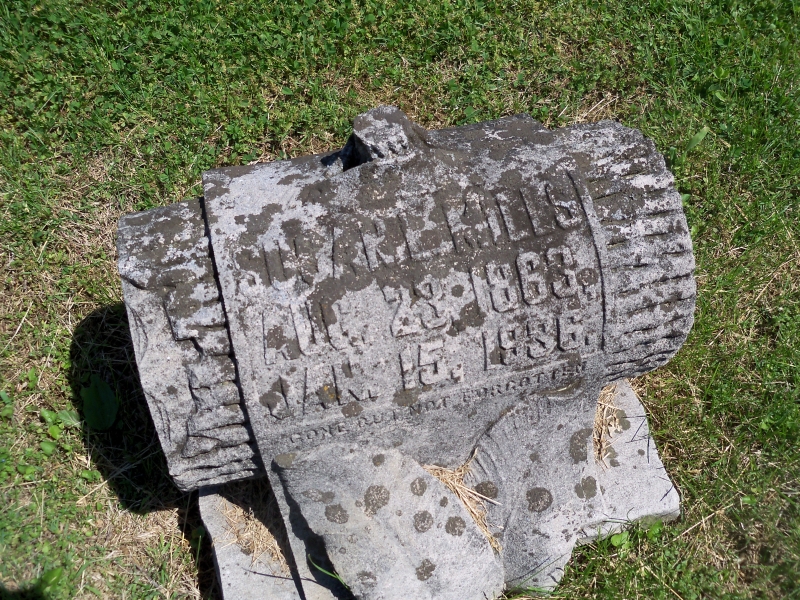 MILLS
AUG. 23, 1863.
JAN. 15, 1936.
GONE BUT NOT FORGOTTEN